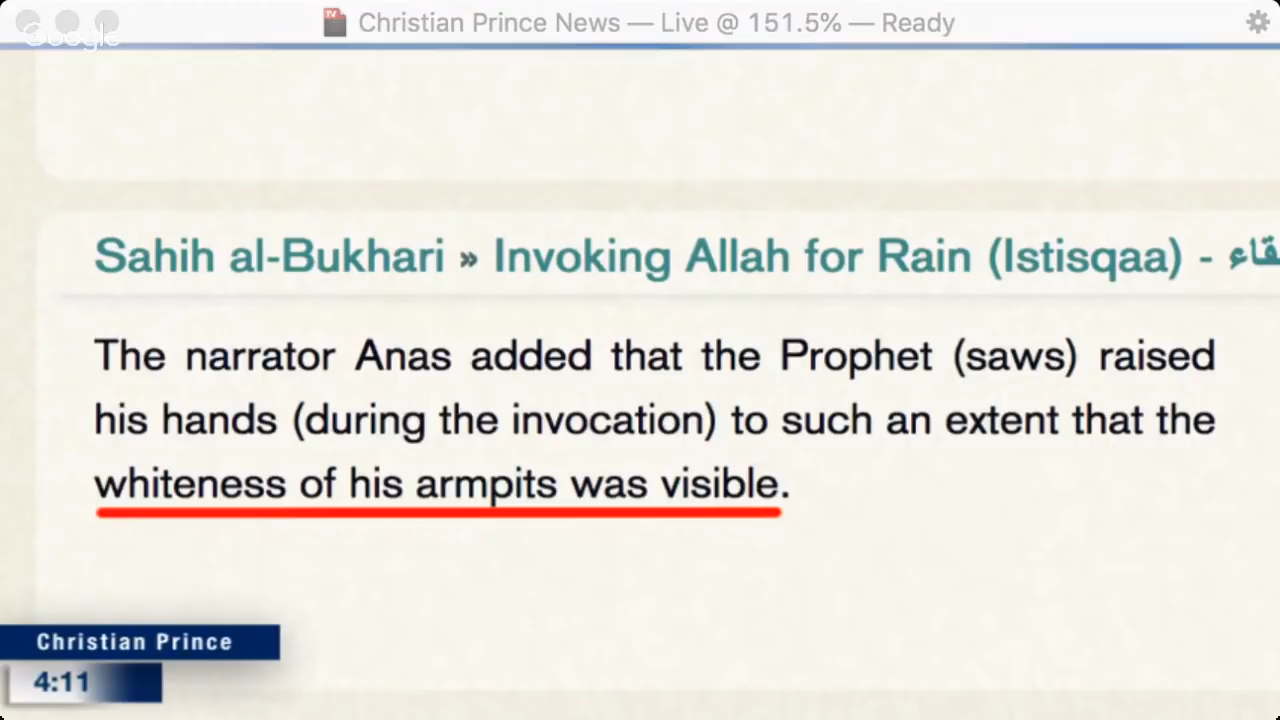 Christian Prince News — Live @ 151.5% — Ready
Google
Sahih al-Bukhari » Invoking Allah for Rain (Istisqaa) -
The narrator Anas added that the Prophet (saws) raised
his hands (during the invocation) to such an extent that the
whiteness of his armpits was visible.
Christian Prince
4:11